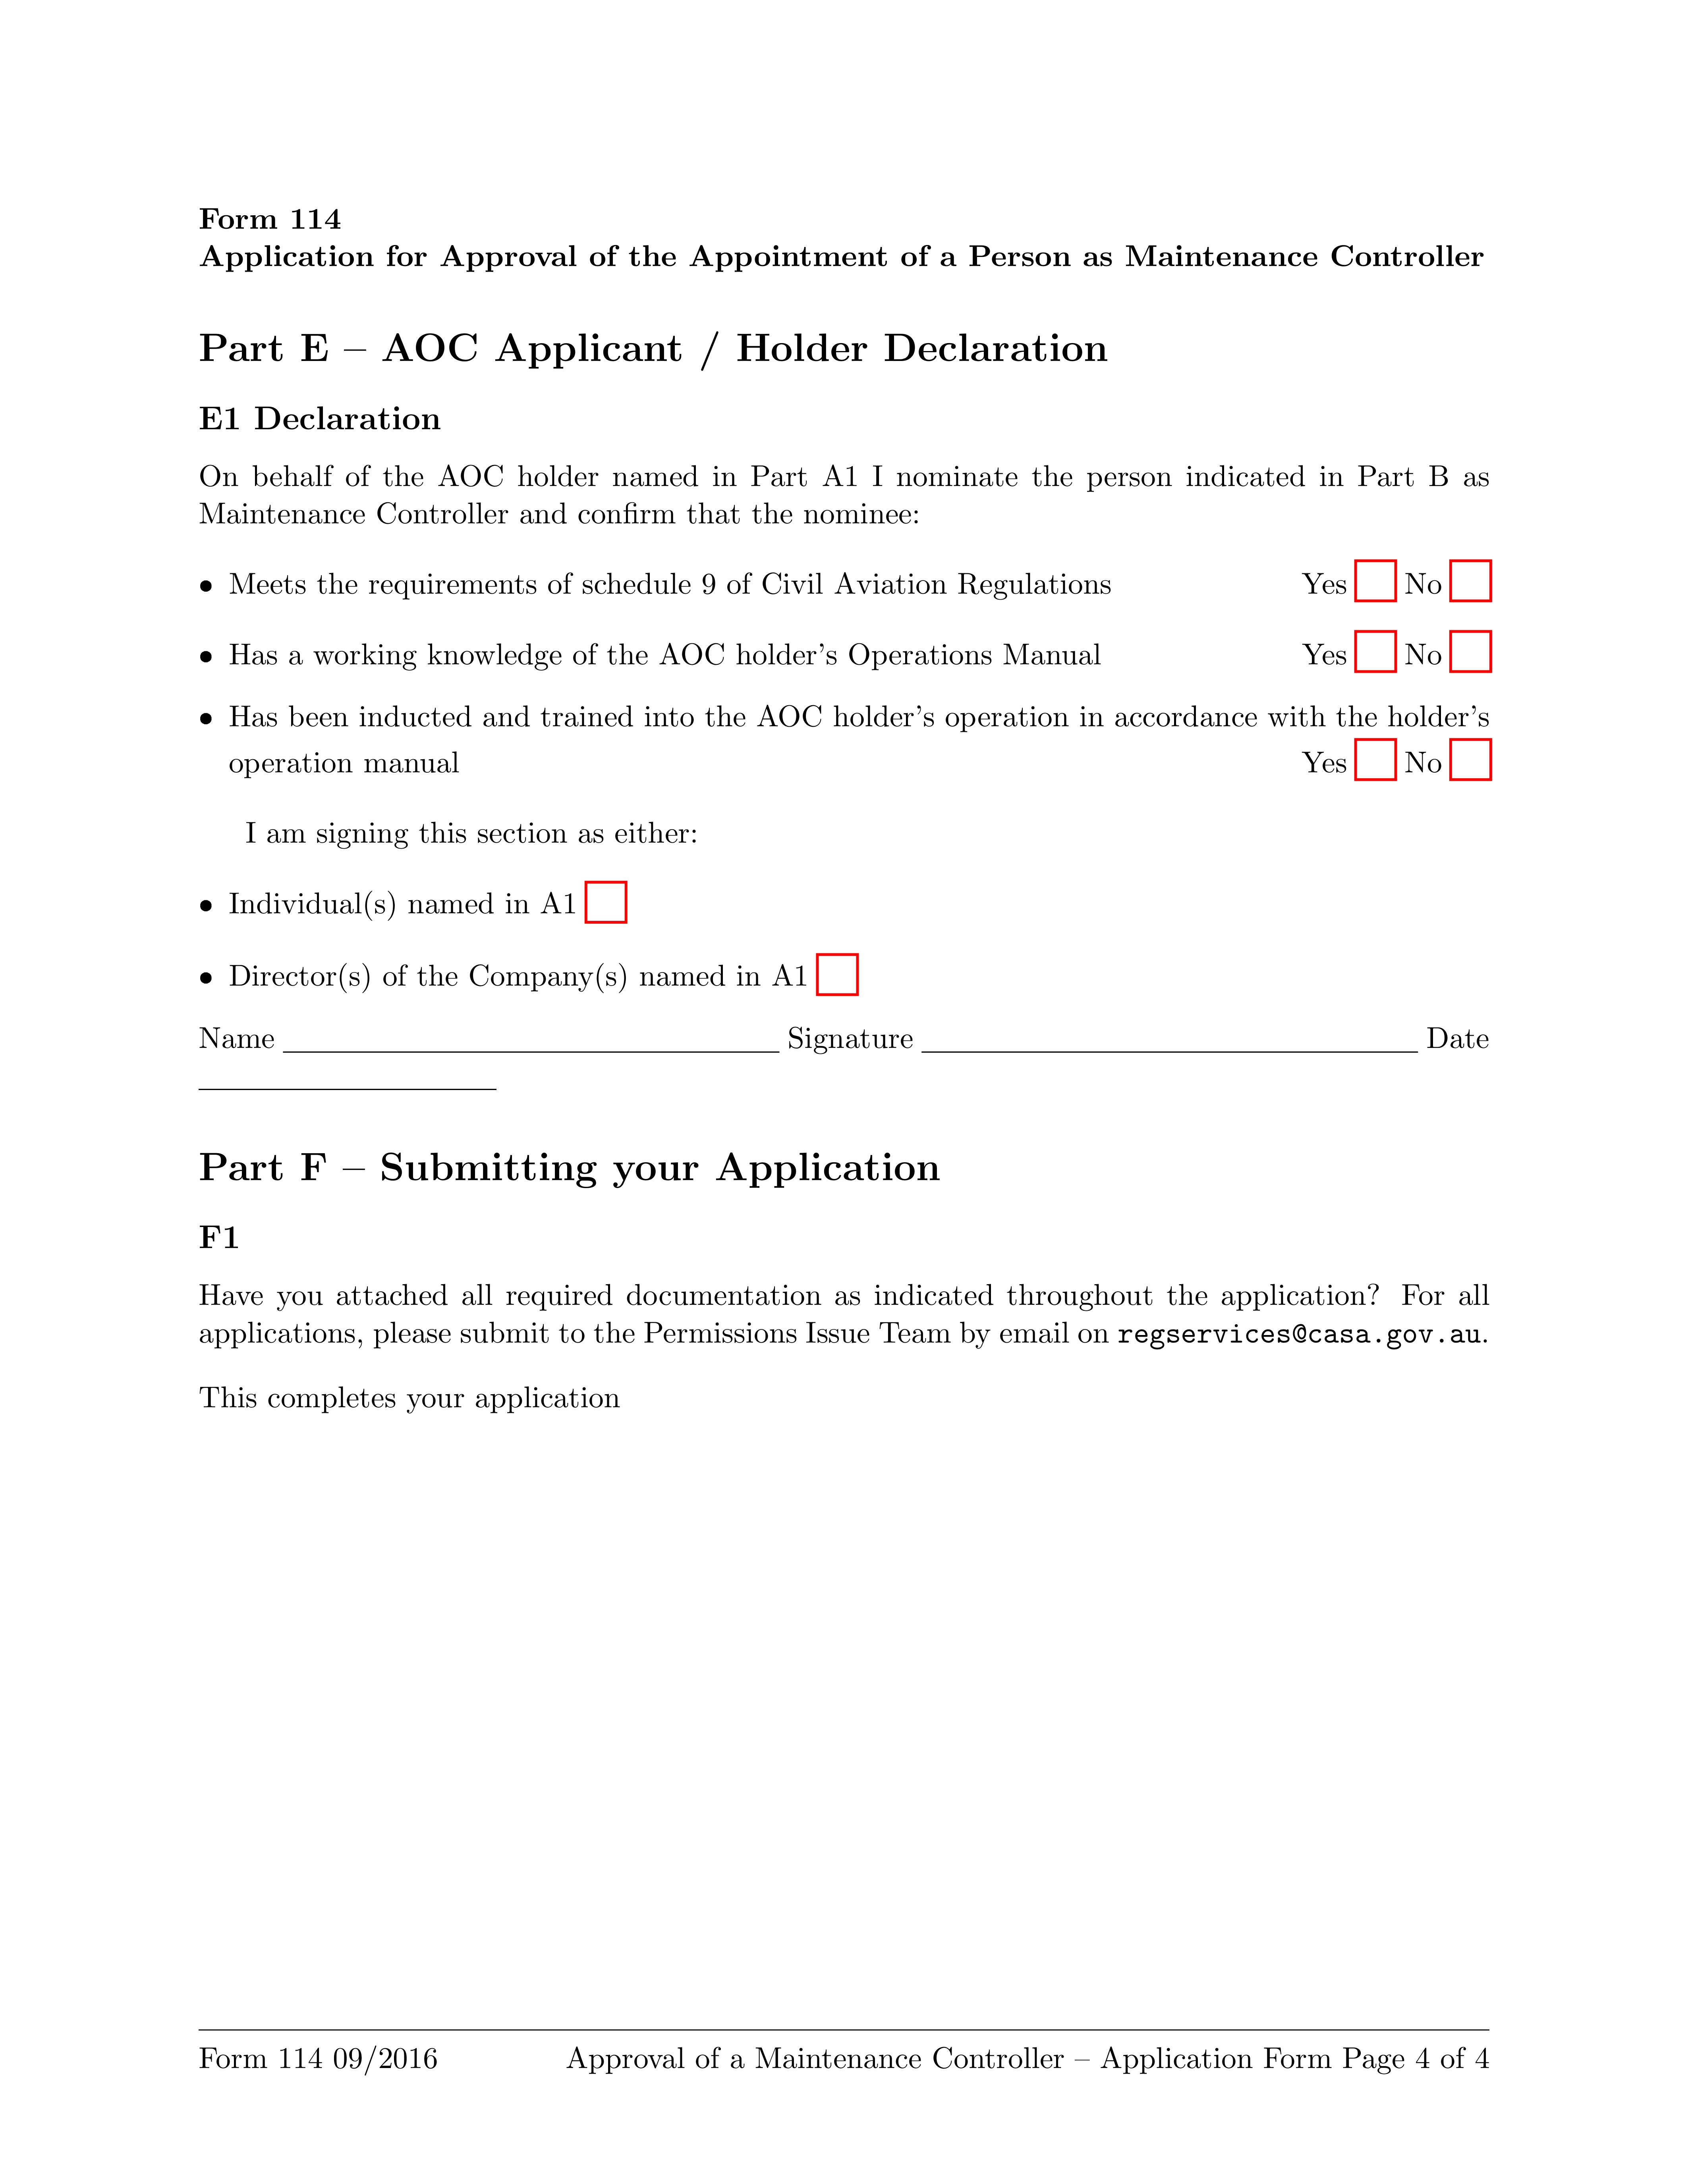 Form 114
Application for Approval of the Appointment of a Person as Maintenance Controller
Part E – AOC Applicant / Holder Declaration
E1 Declaration
On behalf of the AOC holder named in Part A1 I nominate the person indicated in Part B as
Maintenance Controller and confirm that the nominee:
• Meets the requirements of schedule 9 of Civil Aviation Regulations Yes No
• Has a working knowledge of the AOC holder's Operations Manual Yes No
• Has been inducted and trained into the AOC holder's operation in accordance with the holder's
operation manual Yes No
I am signing this section as either:
• Individual(s) named in A1
• Director(s) of the Company(s) named in A1
Name Signature Date
Part F – Submitting your Application
F1
Have you attached all required documentation as indicated throughout the application? For all
applications, please submit to the Permissions Issue Team by email on regservices@casa.gov.au.
This completes your application
Form 114 09/2016 Approval of a Maintenance Controller – Application Form Page 4 of 4